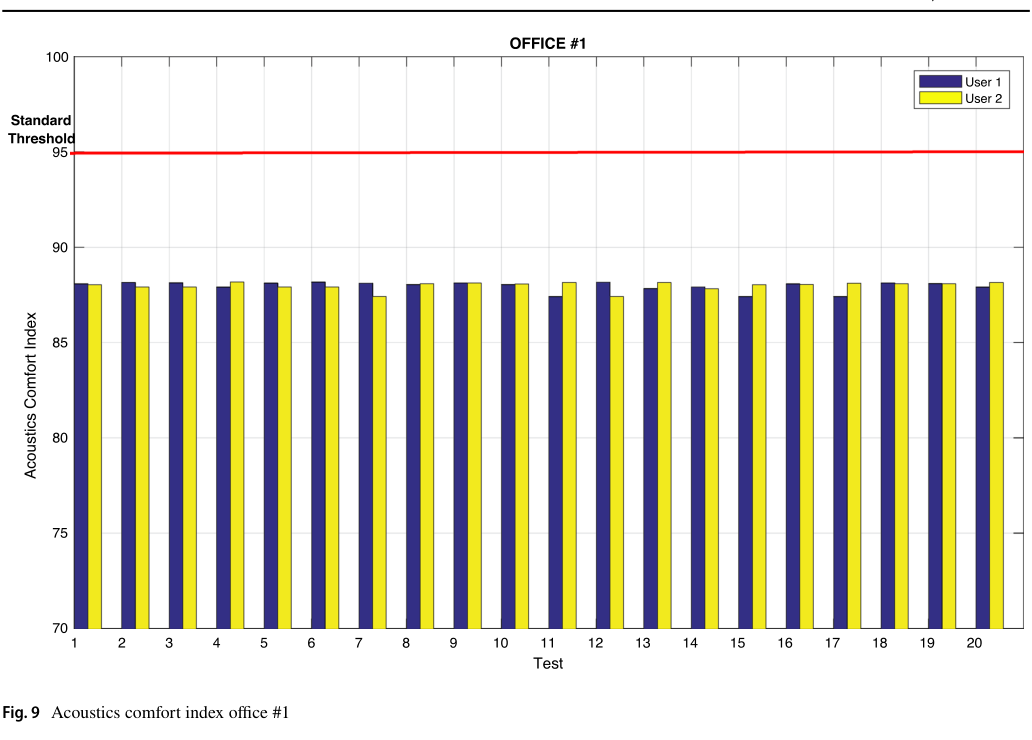 OFFICE #1
100
User 1
User 2
Standard
Threshold
95
90
85
80
75
70
Acoustics Comfort Index
1 2 3 4 5 6 7 8 9 10 11 12 13 14 15 16 17 18 19 20
Test
Fig. 9 Acoustics comfort index office #1